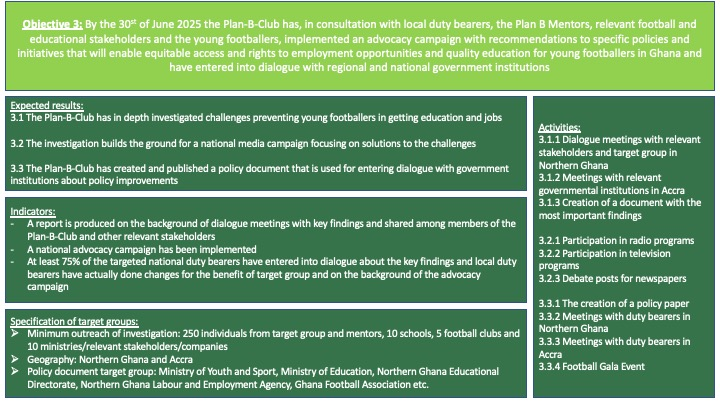 Objective 3: By the 30st of June 2025 the Plan-B-Club has, in consultation with local duty bearers, the Plan B Mentors, relevant football and
educational stakeholders and the young footballers, implemented an advocacy campaign with recommendations to specific policies and
initiatives that will enable equitable access and rights to employment opportunities and quality education for young footballers in Ghana and
have entered into dialogue with regional and national government institutions
Expected results:
3.1 The Plan-B-Club has in depth investigated challenges preventing young footballers in getting education and jobs
3.2 The investigation builds the ground for a national media campaign focusing on solutions to the challenges
3.3 The Plan-B-Club has created and published a policy document that is used for entering dialogue with government
institutions about policy improvements
Indicators:
- A report is produced on the background of dialogue meetings with key findings and shared among members of the
Plan-B-Club and other relevant stakeholders
- A national advocacy campaign has been implemented
- At least 75% of the targeted national duty bearers have entered into dialogue about the key findings and local duty
bearers have actually done changes for the benefit of target group and on the background of the advocacy
campaign
Specification of target groups:
➢ Minimum outreach of investigation: 250 individuals from target group and mentors, 10 schools, 5 football clubs and
10 ministries/relevant stakeholders/companies
➢ Geography: Northern Ghana and Accra
➢ Policy document target group: Ministry of Youth and Sport, Ministry of Education, Northern Ghana Educational
Directorate, Northern Ghana Labour and Employment Agency, Ghana Football Association etc.
Activities:
3.1.1 Dialogue meetings with relevant
stakeholders and target group in
Northern Ghana
3.1.2 Meetings with relevant
governmental institutions in Accra
3.1.3 Creation of a document with the
most important findings
3.2.1 Participation in radio programs
3.2.2 Participation in television
programs
3.2.3 Debate posts for newspapers
3.3.1 The creation of a policy paper
3.3.2 Meetings with duty bearers in
Northern Ghana
3.3.3 Meetings with duty bearers in
Accra
3.3.4 Football Gala Event